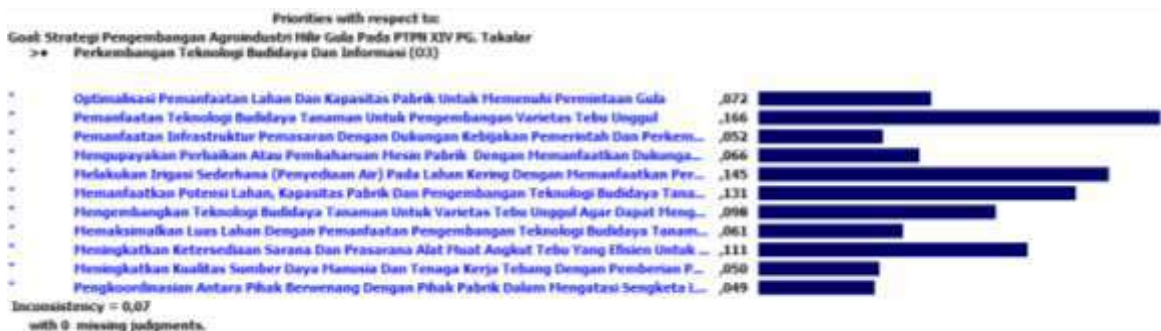 Priorities with respect to:
Goal: Strategi Pengembangan Agroindustri Hilir Gula Pada PTPN XIV PG. Takalar
>• Perkembangan Teknologi Budidaya Dan Informasi (O3)
Optimalisasi Pemanfaatan Lahan Dan Kapasitas Pabrik Untuk Memenuhi Permintaan Gula ,072
Pemanfaatan Teknologi Budidaya Tanaman Untuk Pengembangan Varietas Tebu Unggul ,166
Pemanfaatan Infrastruktur Pemasaran Dengan Dukungan Kebijakan Pemerintah Dan Perkem... ,052
Mengupayakan Perbaikan Atau Pembaharuan Mesin Pabrik Dengan Memanfaatkan Dukunga... ,066
Melakukan Irigasi Sederhana (Penyediaan Air) Pada Lahan Kering Dengan Memanfaatkan Per... ,145
Memanfaatkan Potensi Lahan, Kapasitas Pabrik Dan Pengembangan Teknologi Budidaya Tana... ,131
Mengembangkan Teknologi Budidaya Tanaman Untuk Varietas Tebu Unggul Agar Dapat Meng... ,098
Memaksimalkan Luas Lahan Dengan Pemanfaatan Pengembangan Teknologi Budidaya Tanam... ,061
Meningkatkan Ketersediaan Sarana Dan Prasarana Alat Muat Angkut Tebu Yang Efisien Untuk ... ,111
Meningkatkan Kualitas Sumber Daya Manusia Dan Tenaga Kerja Tebang Dengan Pemberian P... ,050
Pengkoordinasian Antara Pihak Berwenang Dengan Pihak Pabrik Dalam Mengatasi Sengketa L... ,049
Inconsistency = 0,07
with 0 missing judgments.